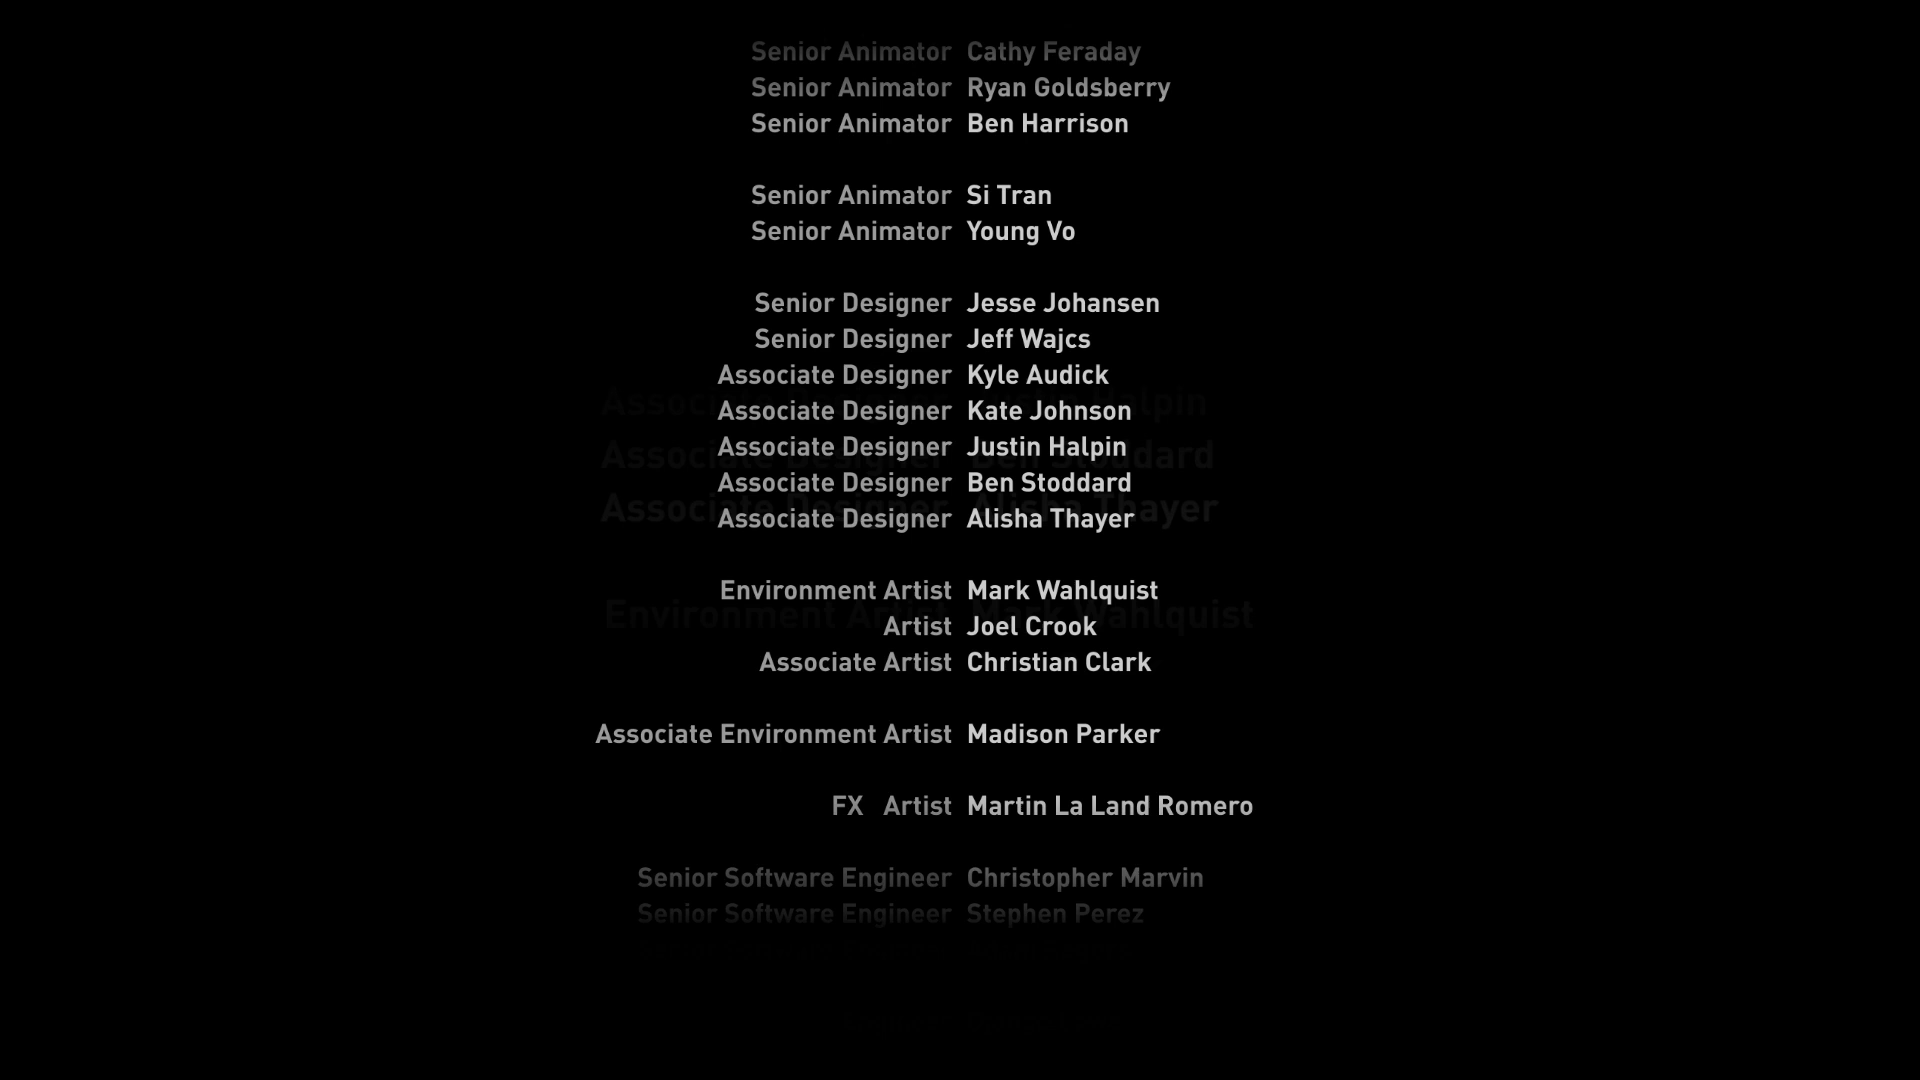 Senior Animator Cathy Feraday
Senior Animator Ryan Goldsberry
Senior Animator Ben Harrison
Senior Animator Si Tran
Senior Animator Young Vo
Senior Designer Jesse Johansen
Senior Designer Jeff Wajcs
Associate Designer Kyle Audick
Associate Designer Kate Johnson
Associate Designer Justin Halpin
Associate Designer Ben Stoddard
Associate Designer Alisha Thayer
Environment Artist Mark Wahlquist
Artist Joel Crook
Associate Artist Christian Clark
Associate Environment Artist Madison Parker
FX Artist Martin La Land Romero
Senior Software Engineer Christopher Marvin
Senior Software Engineer Stephen Perez